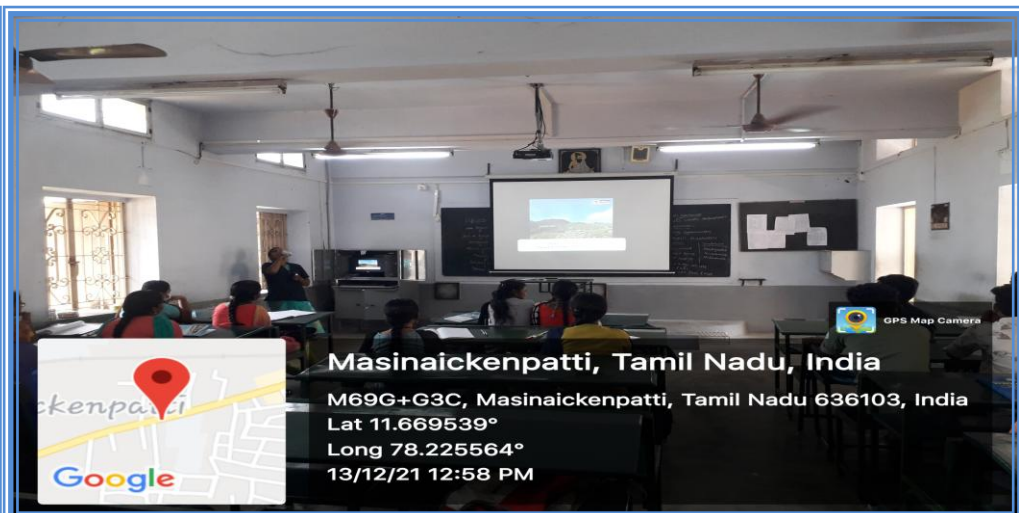 GPS Map Camera
Masinaickenpatti, Tamil Nadu, India
M69G+G3C, Masinaickenpatti, Tamil Nadu 636103, India
Lat 11.669539°
Long 78.225564°
13/12/21 12:58 PM
ckenpatti
Google